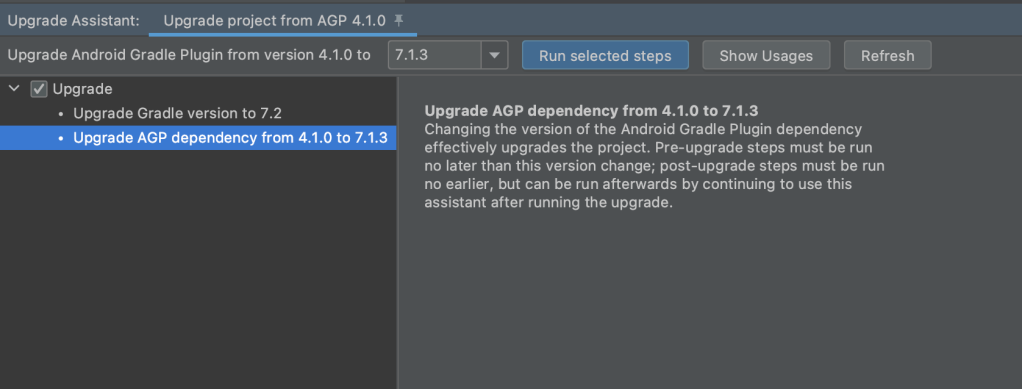 Upgrade Assistant: Upgrade project from AGP 4.1.0
Upgrade Android Gradle Plugin from version 4.1.0 to 7.1.3 Run selected steps Show Usages Refresh
Upgrade
• Upgrade Gradle version to 7.2
• Upgrade AGP dependency from 4.1.0 to 7.1.3
Upgrade AGP dependency from 4.1.0 to 7.1.3
Changing the version of the Android Gradle Plugin dependency
effectively upgrades the project. Pre-upgrade steps must be run
no later than this version change; post-upgrade steps must be run
no earlier, but can be run afterwards by continuing to use this
assistant after running the upgrade.